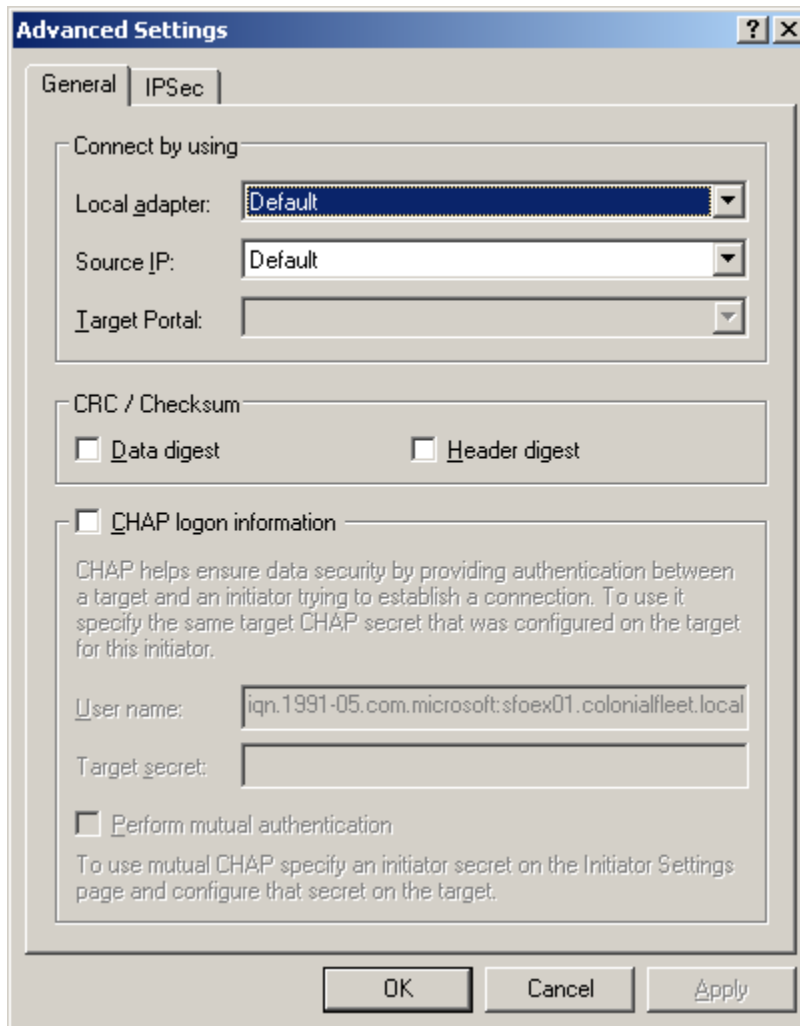 Advanced Settings
General IPSec
Connect by using
Local adapter: Default
Source IP: Default
Target Portal:
CRC / Checksum
Data digest Header digest
CHAP logon information
CHAP helps ensure data security by providing authentication between
a target and an initiator trying to establish a connection. To use it
specify the same target CHAP secret that was configured on the target
for this initiator.
User name: iqn.1991-05.com.microsoft:sfoex01.colonialfleet.local
Target secret:
Perform mutual authentication
To use mutual CHAP specify an initiator secret on the Initiator Settings
page and configure that secret on the target.
OK Cancel Apply